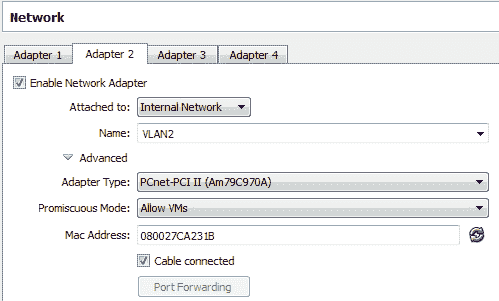 Network
Adapter 1 Adapter 2 Adapter 3 Adapter 4
Enable Network Adapter
Attached to: Internal Network
Name: VLAN2
Advanced
Adapter Type: PCnet-PCI II (Am79C970A)
Promiscuous Mode: Allow VMs
Mac Address: 080027CA231B
Cable connected
Port Forwarding